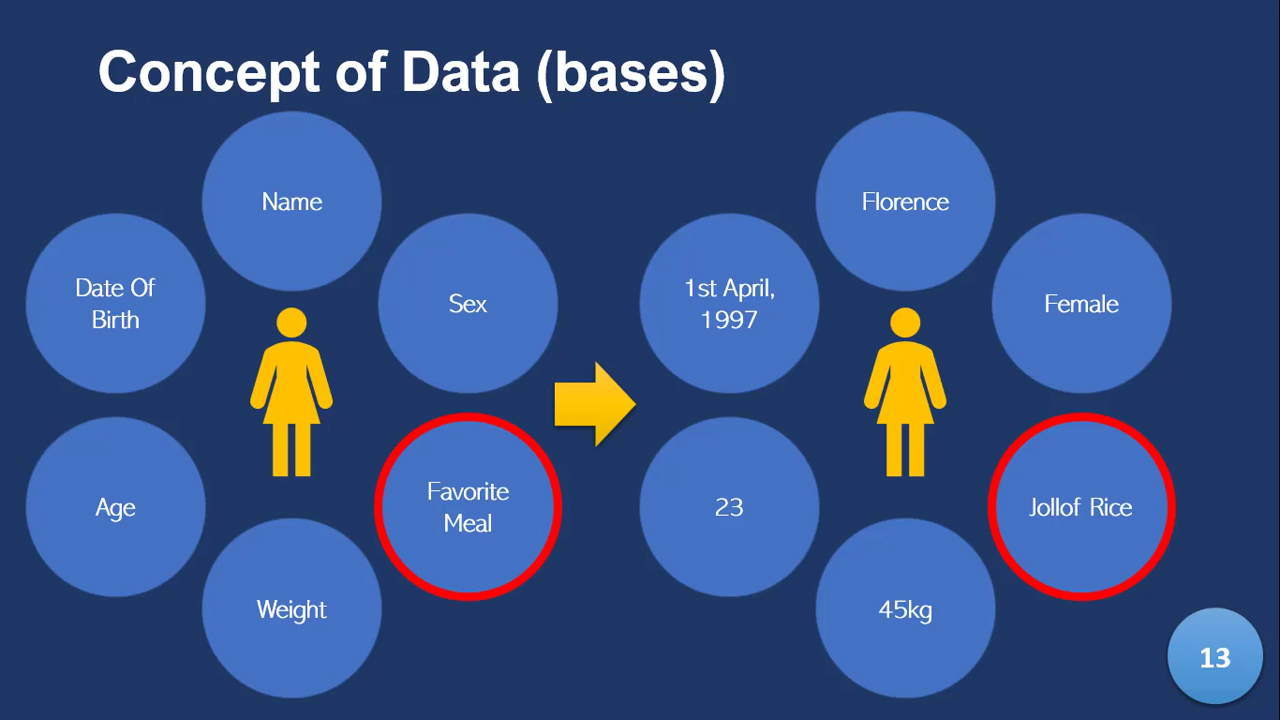 Concept of Data (bases)
Name
Date Of
Birth
Sex
Age
Favorite
Meal
Weight
Florence
1st April,
1997
Female
23
Jollof Rice
45kg
13